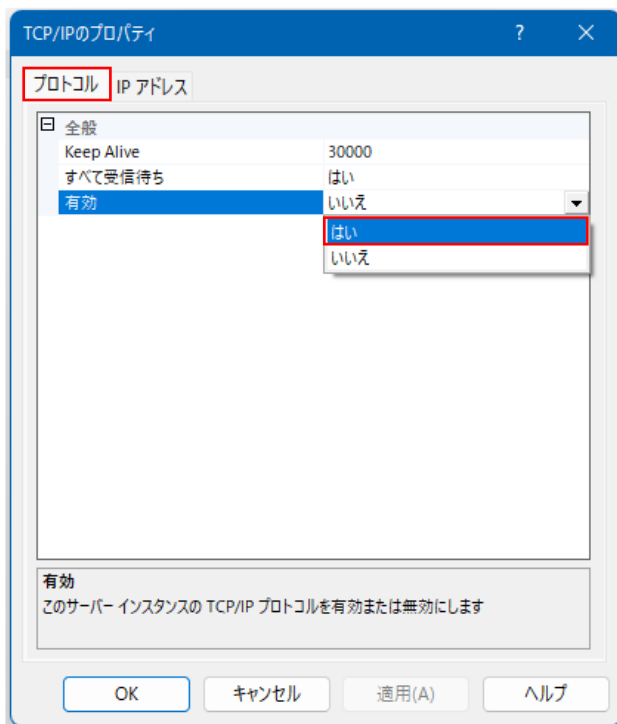 TCP/IPのプロパティ ?
プロトコル IP アドレス
全般
Keep Alive 30000
すべて受信待ち はい
有効 いいえ
はい
いいえ
有効
このサーバー インスタンスの TCP/IP プロトコルを有効または無効にします
OK キャンセル 適用(A) ヘルプ